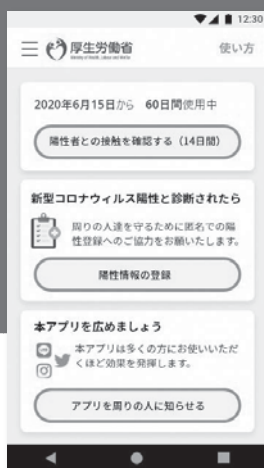 12:30
厚生労働省
Ministry of Health, Labour and Welfare
使い方
2020年6月15日から 60日間使用中
陽性者との接触を確認する（14日間）
新型コロナウィルス陽性と診断されたら
周りの人達を守るために匿名での陽
性登録へのご協力をお願いいたします。
陽性情報の登録
本アプリを広めましょう
本アプリは多くの方にお使いいただ
くほど効果を発揮します。
アプリを周りの人に知らせる